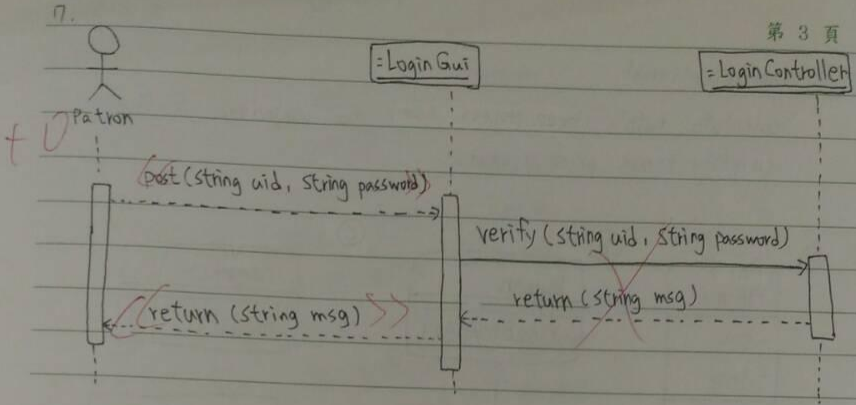 7.
第 3 頁
:LoginGui
:LoginController
Patron
+0
post(string uid, String password)
verify(string uid, String password)
return (string msg)
return (string msg) >>